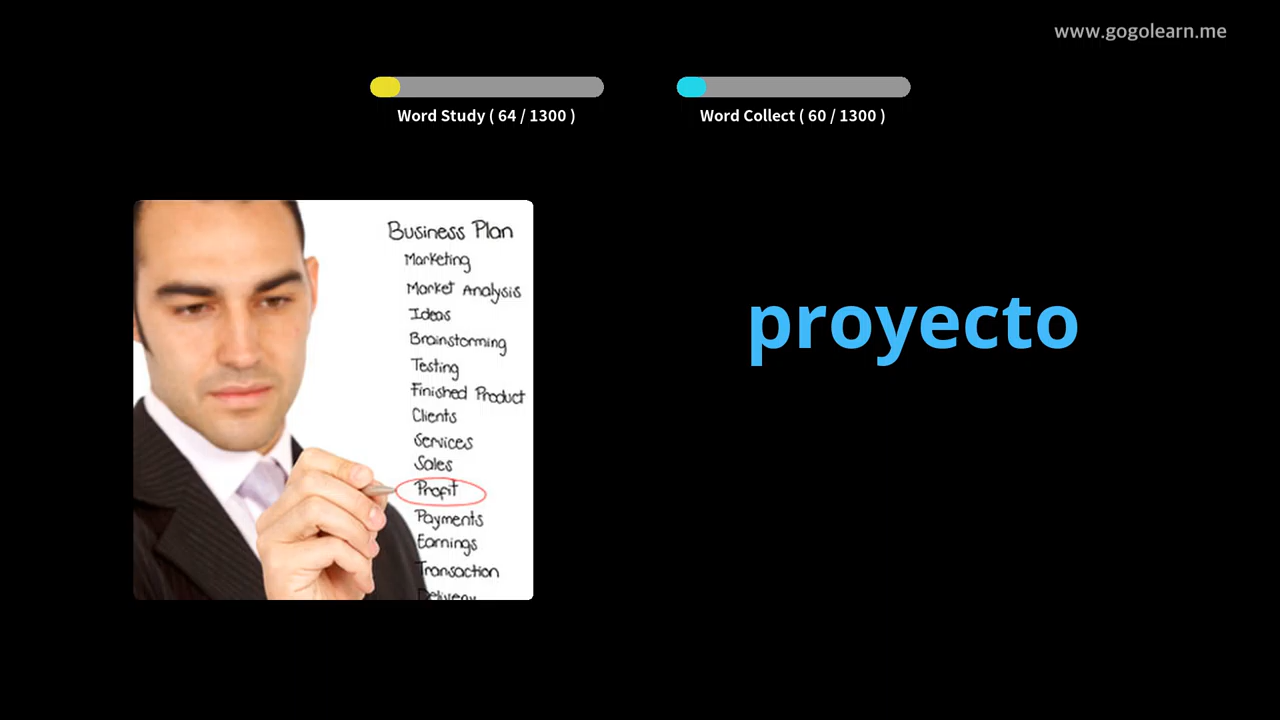 www.gogolearn.me
Word Study ( 64 / 1300 )
Word Collect ( 60 / 1300 )
Business Plan
Marketing
Market Analysis
Ideas
Brainstorming
Testing
Finished Product
Clients
Services
Sales
Profit
Payments
Earnings
Transaction
Delivery
proyecto